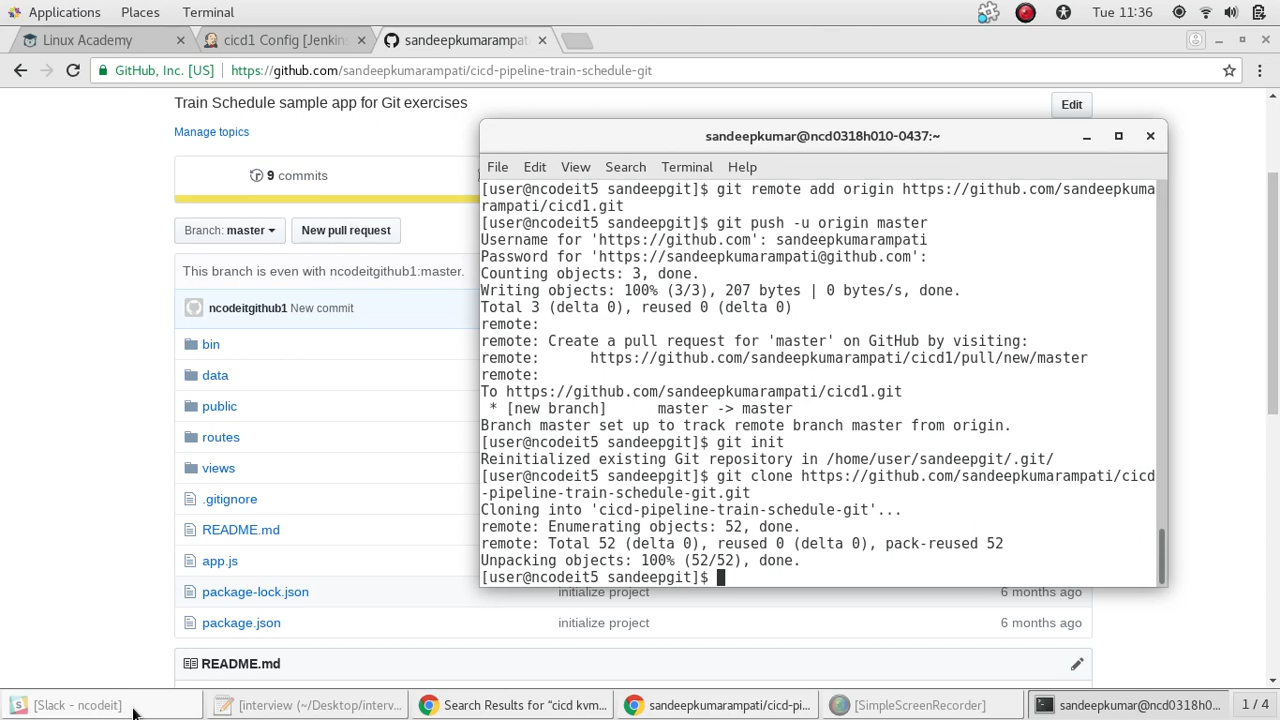 Applications Places Terminal Tue 11:36
Linux Academy cicd1 Config [Jenkins sandeepkumarampati
GitHub, Inc. [US] https://github.com/sandeepkumarampati/cicd-pipeline-train-schedule-git
Train Schedule sample app for Git exercises
Edit
Manage topics
9 commits
Branch: master New pull request
This branch is even with ncodeitgithub1:master.
ncodeitgithub1 New commit
bin
data
public
routes
views
.gitignore
README.md
app.js
package-lock.json initialize project 6 months ago
package.json initialize project 6 months ago
README.md
sandeepkumar@ncd0318h010-0437:~
File Edit View Search Terminal Help
[user@ncodeit5 sandeepgit]$ git remote add origin https://github.com/sandeepkuma
rampati/cicd1.git
[user@ncodeit5 sandeepgit]$ git push -u origin master
Username for 'https://github.com': sandeepkumarampati
Password for 'https://sandeepkumarampati@github.com':
Counting objects: 3, done.
Writing objects: 100% (3/3), 207 bytes | 0 bytes/s, done.
Total 3 (delta 0), reused 0 (delta 0)
remote:
remote: Create a pull request for 'master' on GitHub by visiting:
remote:      https://github.com/sandeepkumarampati/cicd1/pull/new/master
remote:
To https://github.com/sandeepkumarampati/cicd1.git
 * [new branch]      master -> master
Branch master set up to track remote branch master from origin.
[user@ncodeit5 sandeepgit]$ git init
Reinitialized existing Git repository in /home/user/sandeepgit/.git/
[user@ncodeit5 sandeepgit]$ git clone https://github.com/sandeepkumarampati/cicd
-pipeline-train-schedule-git.git
Cloning into 'cicd-pipeline-train-schedule-git'...
remote: Enumerating objects: 52, done.
remote: Total 52 (delta 0), reused 0 (delta 0), pack-reused 52
Unpacking objects: 100% (52/52), done.
[user@ncodeit5 sandeepgit]$
[Slack - ncodeit] [interview (~/Desktop/interv... Search Results for "cicd kvm... sandeepkumarampati/cicd-pi... [SimpleScreenRecorder] sandeepkumar@ncd0318h0... 1 / 4